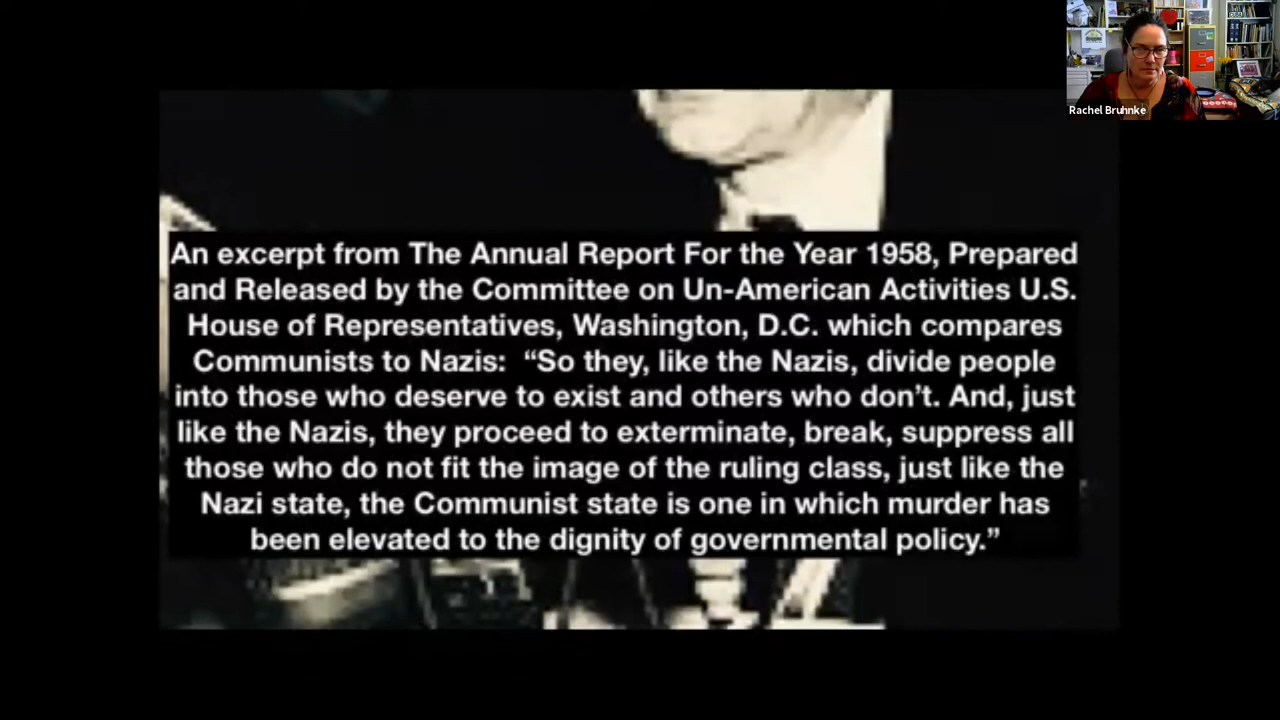 Rachel Bruhnke
An excerpt from The Annual Report For the Year 1958, Prepared
and Released by the Committee on Un-American Activities U.S.
House of Representatives, Washington, D.C. which compares
Communists to Nazis:  “So they, like the Nazis, divide people
into those who deserve to exist and others who don’t. And, just
like the Nazis, they proceed to exterminate, break, suppress all
those who do not fit the image of the ruling class, just like the
Nazi state, the Communist state is one in which murder has
been elevated to the dignity of governmental policy.”